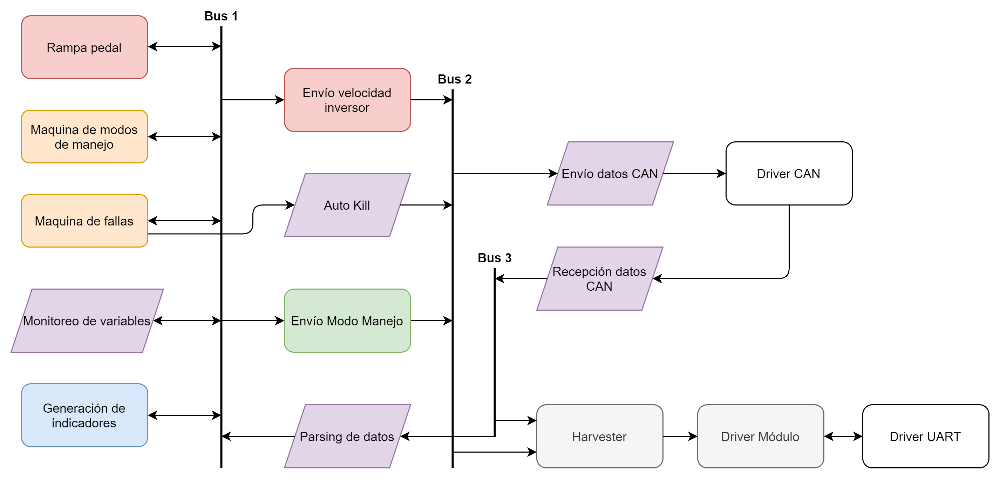 Bus 1
Rampa pedal
Envío velocidad
inversor
Bus 2
Maquina de modos
de manejo
Envío datos CAN
Driver CAN
Maquina de fallas
Auto Kill
Bus 3
Recepción datos
CAN
Monitoreo de variables
Envío Modo Manejo
Generación de
indicadores
Parsing de datos
Harvester
Driver Módulo
Driver UART